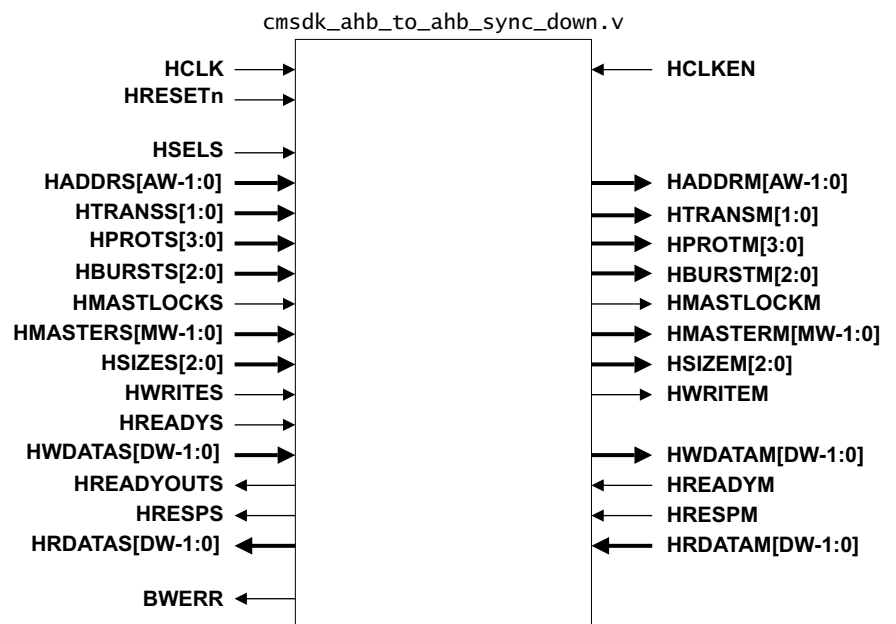 cmsdk_ahb_to_ahb_sync_down.v
HCLK HCLKEN
HRESETn
HSELS
HADDRS[AW-1:0] HADDRM[AW-1:0]
HTRANSS[1:0] HTRANSM[1:0]
HPROTS[3:0] HPROTM[3:0]
HBURSTS[2:0] HBURSTM[2:0]
HMASTLOCKS HMASTLOCKM
HMASTERS[MW-1:0] HMASTERM[MW-1:0]
HSIZES[2:0] HSIZEM[2:0]
HWRITES HWRITEM
HREADYS
HWDATAS[DW-1:0] HWDATAM[DW-1:0]
HREADYOUTS HREADYM
HRESPS HRESPM
HRDATAS[DW-1:0] HRDATAM[DW-1:0]
BWERR